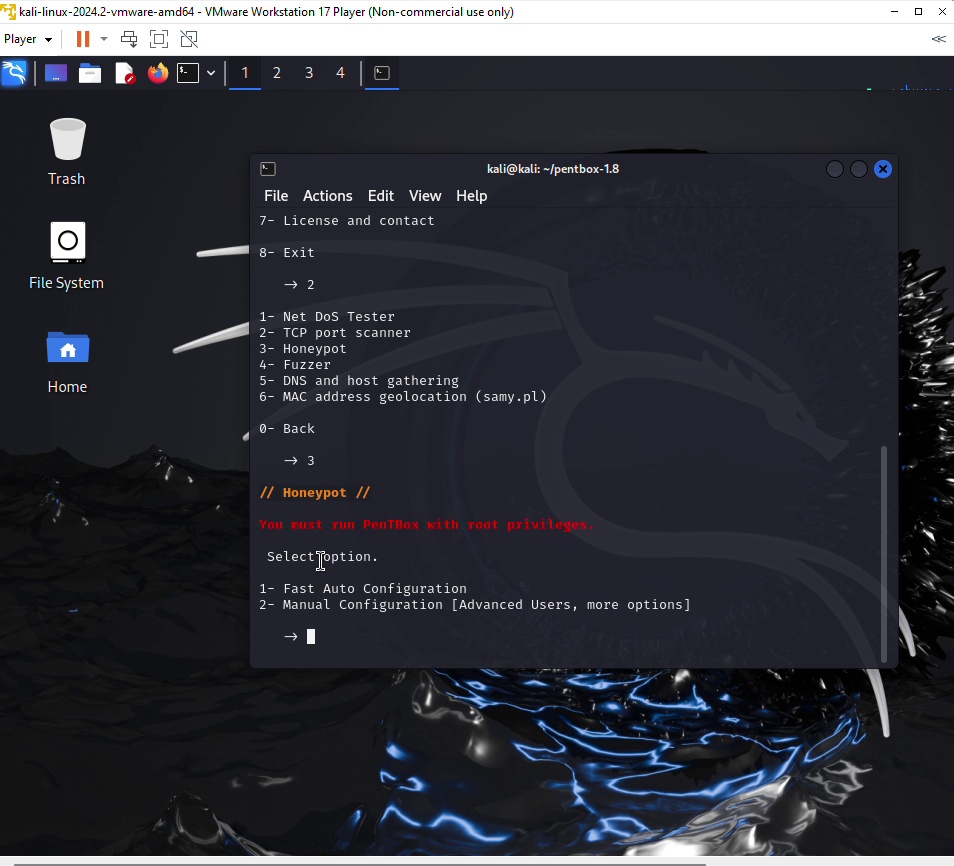 kali-linux-2024.2-vmware-amd64 - VMware Workstation 17 Player (Non-commercial use only)
Player
1 2 3 4
Trash
File System
Home
kali@kali: ~/pentbox-1.8
File Actions Edit View Help
7- License and contact
8- Exit
→ 2
1- Net DoS Tester
2- TCP port scanner
3- Honeypot
4- Fuzzer
5- DNS and host gathering
6- MAC address geolocation (samy.pl)
0- Back
→ 3
// Honeypot //
You must run PenTBox with root privileges.
Select option.
1- Fast Auto Configuration
2- Manual Configuration [Advanced Users, more options]
→